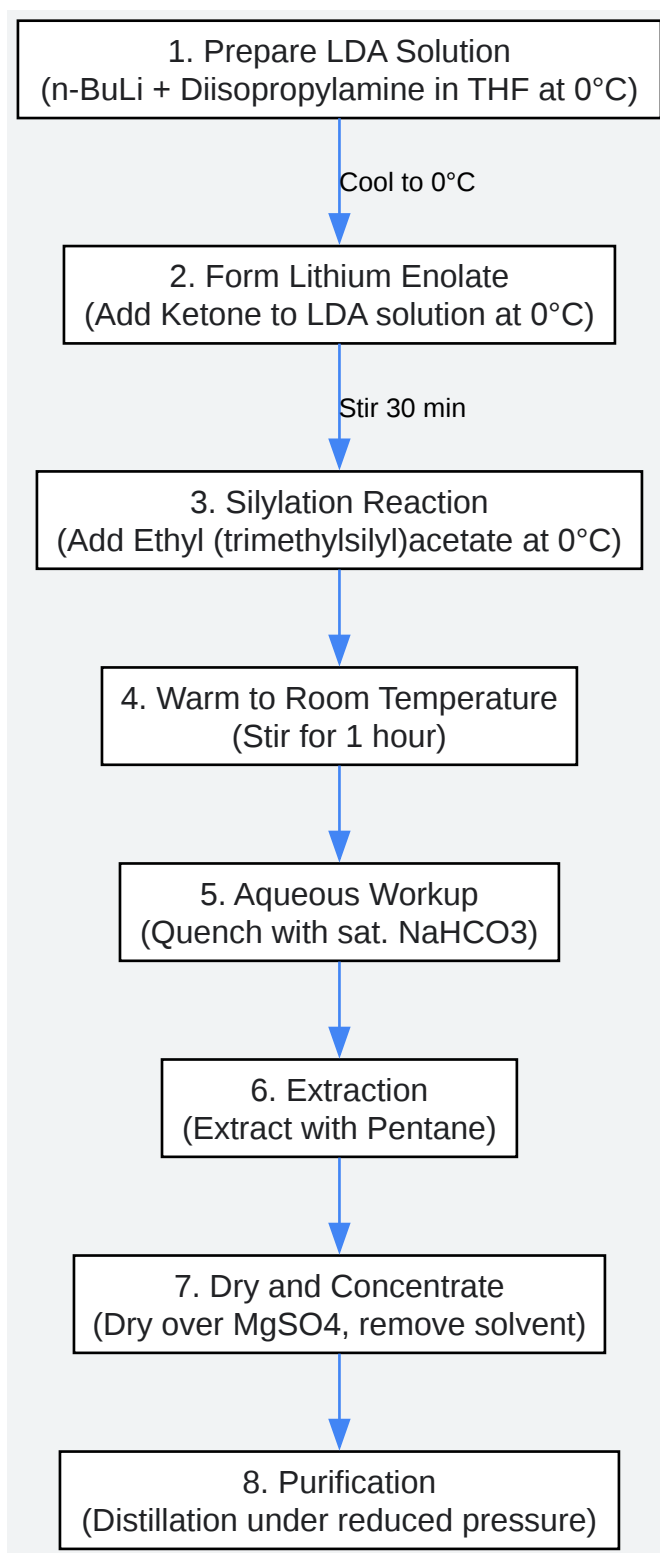 1. Prepare LDA Solution
(n-BuLi + Diisopropylamine in THF at 0°C)
Cool to 0°C
2. Form Lithium Enolate
(Add Ketone to LDA solution at 0°C)
Stir 30 min
3. Silylation Reaction
(Add Ethyl (trimethylsilyl)acetate at 0°C)
4. Warm to Room Temperature
(Stir for 1 hour)
5. Aqueous Workup
(Quench with sat. NaHCO3)
6. Extraction
(Extract with Pentane)
7. Dry and Concentrate
(Dry over MgSO4, remove solvent)
8. Purification
(Distillation under reduced pressure)